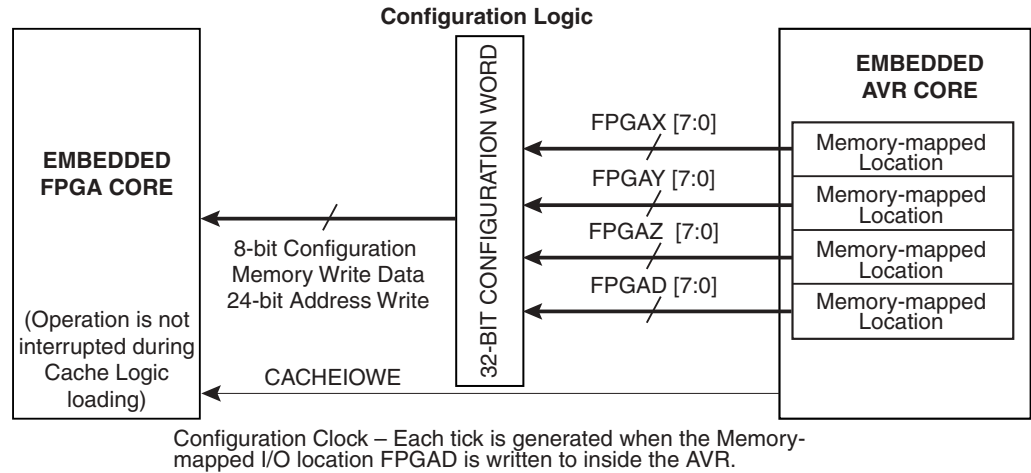 Configuration Logic
EMBEDDED
FPGA CORE
(Operation is not
interrupted during
Cache Logic
loading)
8-bit Configuration
Memory Write Data
24-bit Address Write
CACHEIOWE
32-BIT CONFIGURATION WORD
FPGAX [7:0]
FPGAY [7:0]
FPGAZ [7:0]
FPGAD [7:0]
EMBEDDED
AVR CORE
Memory-mapped
Location
Memory-mapped
Location
Memory-mapped
Location
Memory-mapped
Location
Configuration Clock – Each tick is generated when the Memory-
mapped I/O location FPGAD is written to inside the AVR.